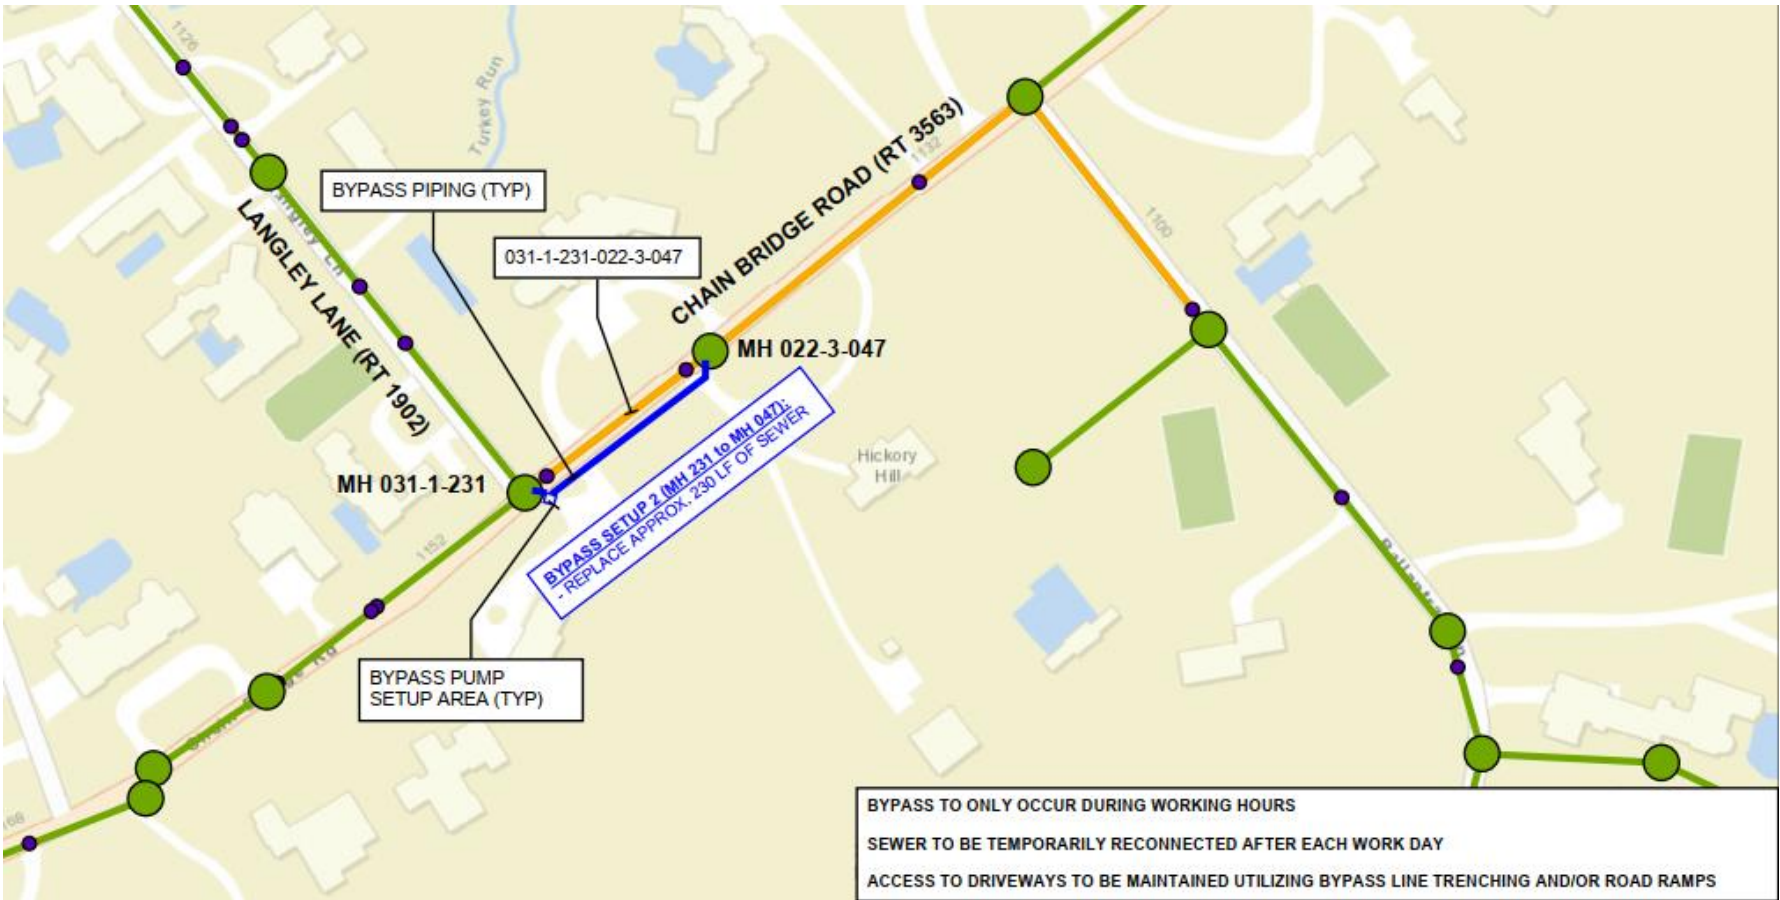 1126
Turkey Run
BYPASS PIPING (TYP)
CHAIN BRIDGE ROAD (RT 3563)
1132
Langley Ln
LANGLEY LANE (RT 1902)
031-1-231-022-3-047
1100
MH 022-3-047
BYPASS SETUP 2 (MH 231 to MH 047):
- REPLACE APPROX. 230 LF OF SEWER
Hickory
Hill
MH 031-1-231
1152
BYPASS PUMP
SETUP AREA (TYP)
BYPASS TO ONLY OCCUR DURING WORKING HOURS
SEWER TO BE TEMPORARILY RECONNECTED AFTER EACH WORK DAY
ACCESS TO DRIVEWAYS TO BE MAINTAINED UTILIZING BYPASS LINE TRENCHING AND/OR ROAD RAMPS